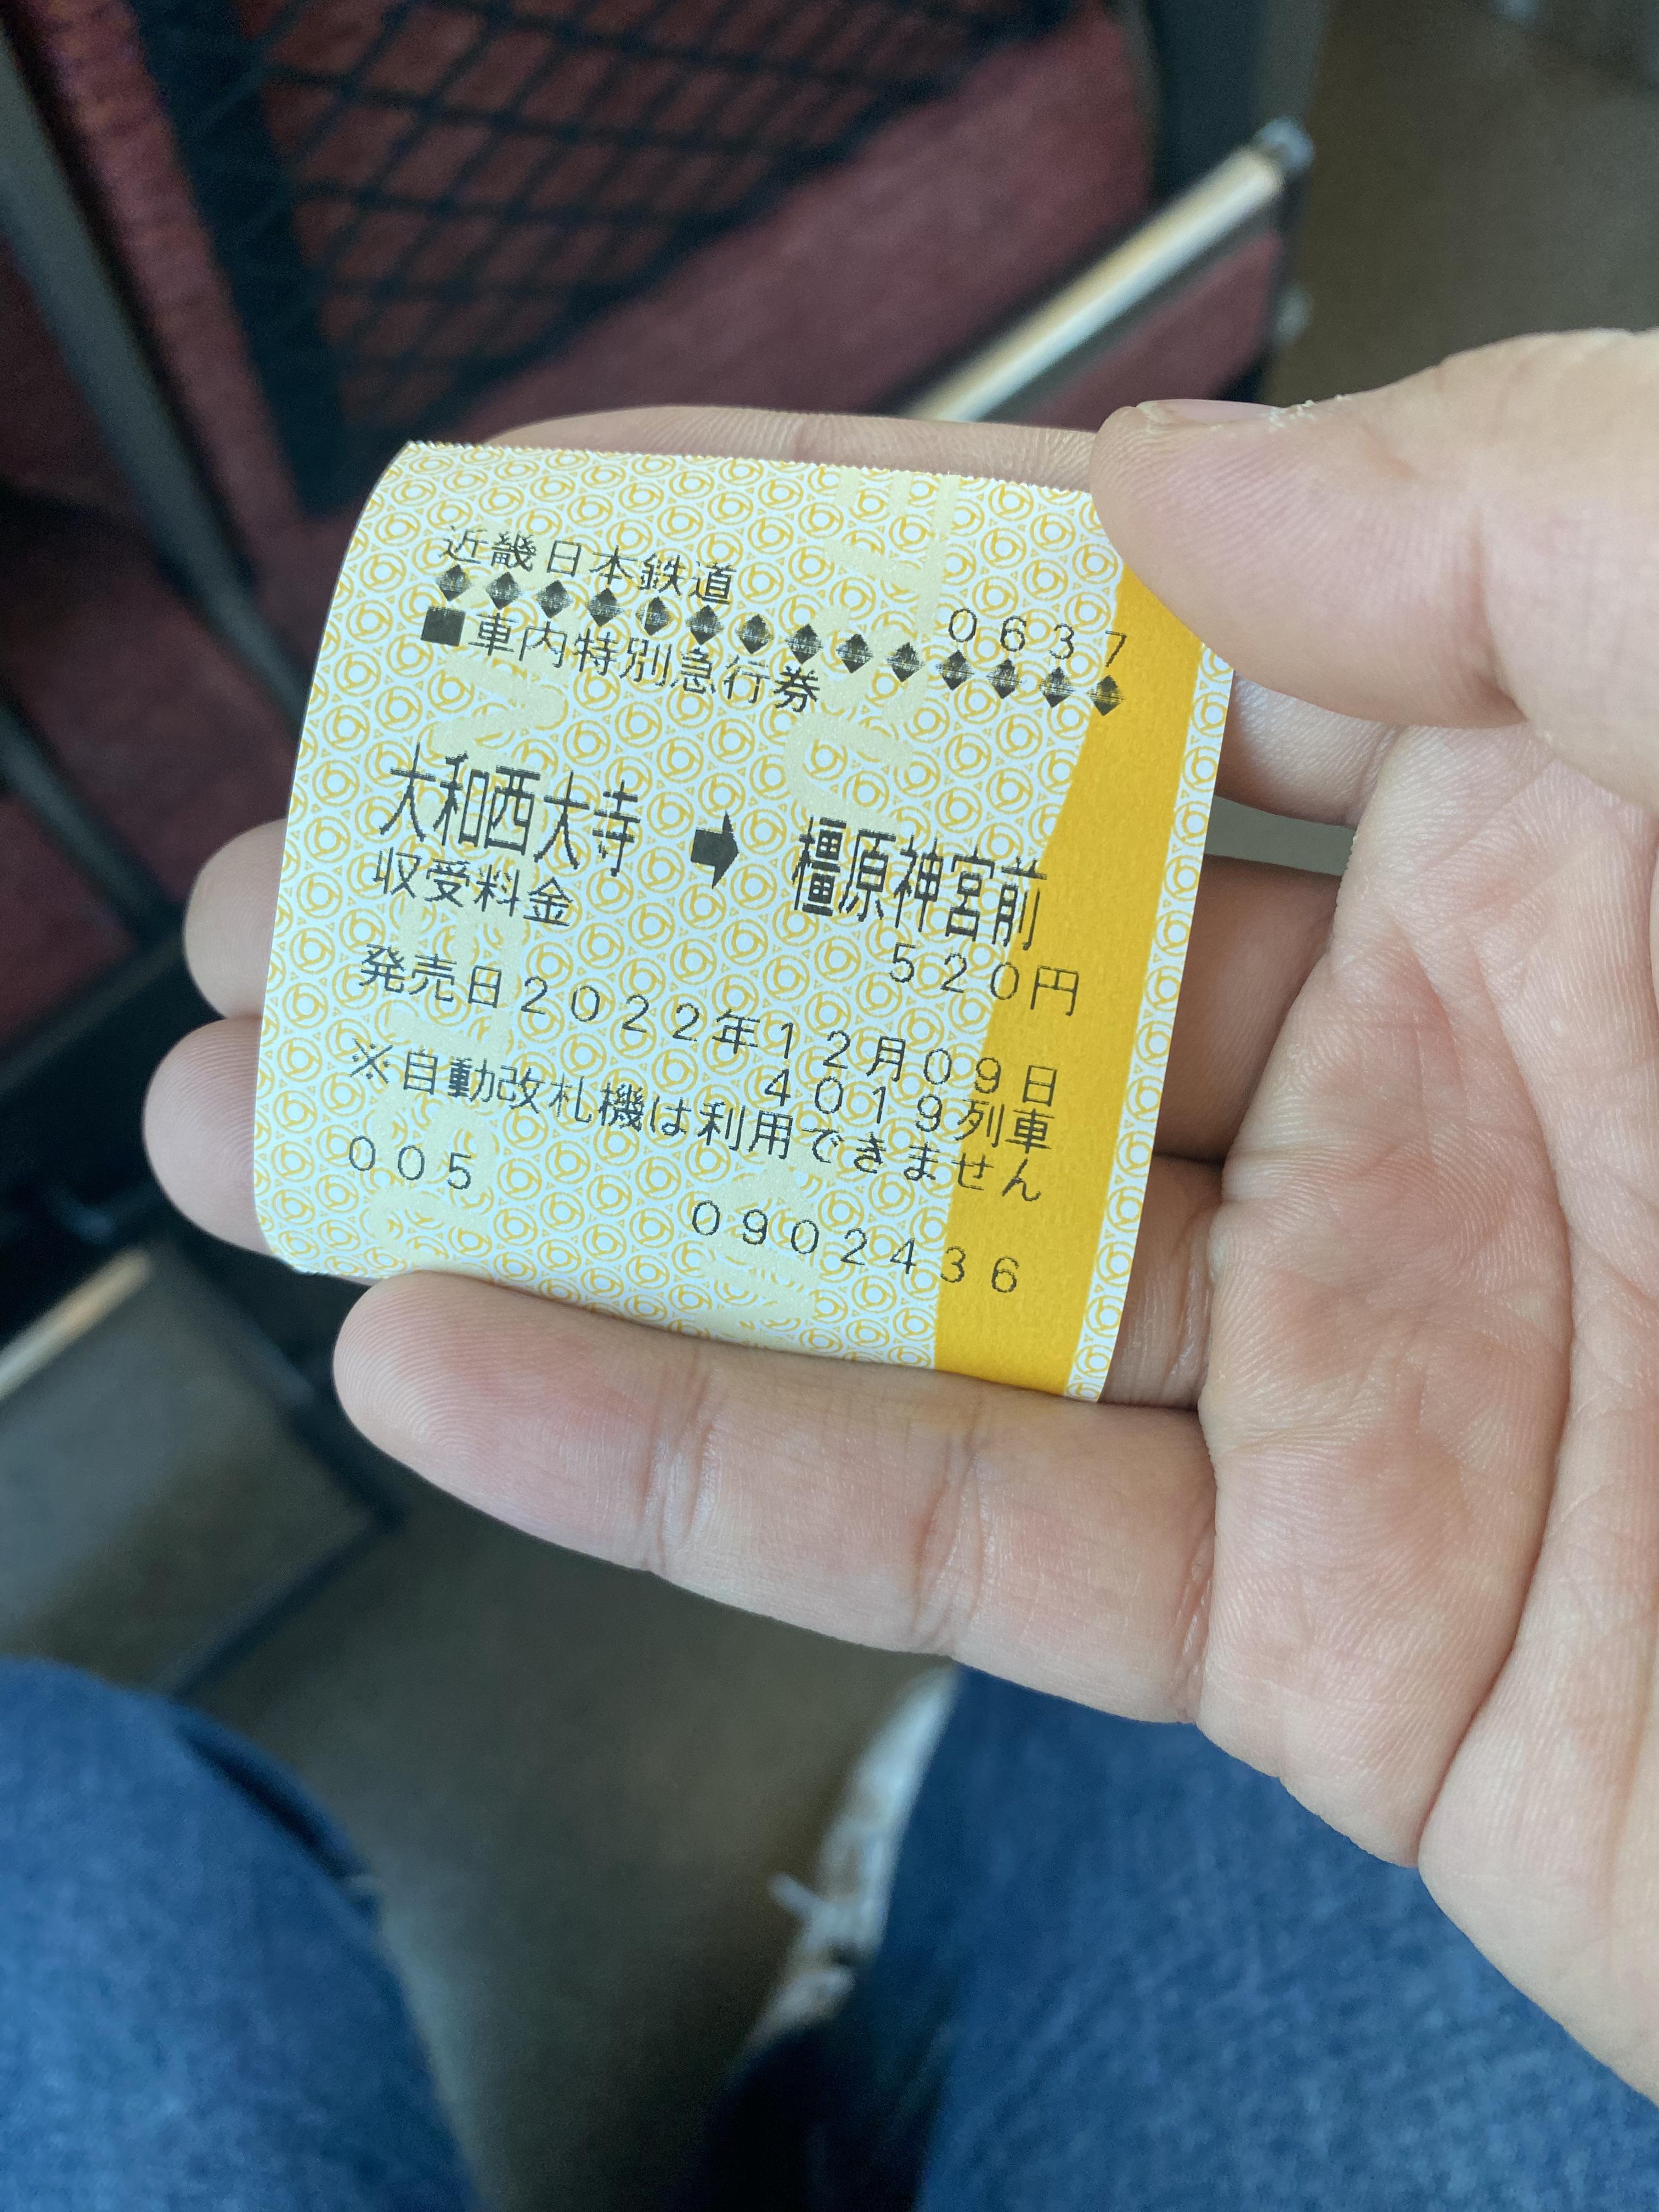 近畿日本鉄道
0637
◆◆◆◆◆◆◆◆◆◆◆◆◆◆
■車内特別急行券
大和西大寺 ➡ 橿原神宮前
収受料金 520円
発売日2022年12月09日
4019列車
※自動改札機は利用できません
005 0902436